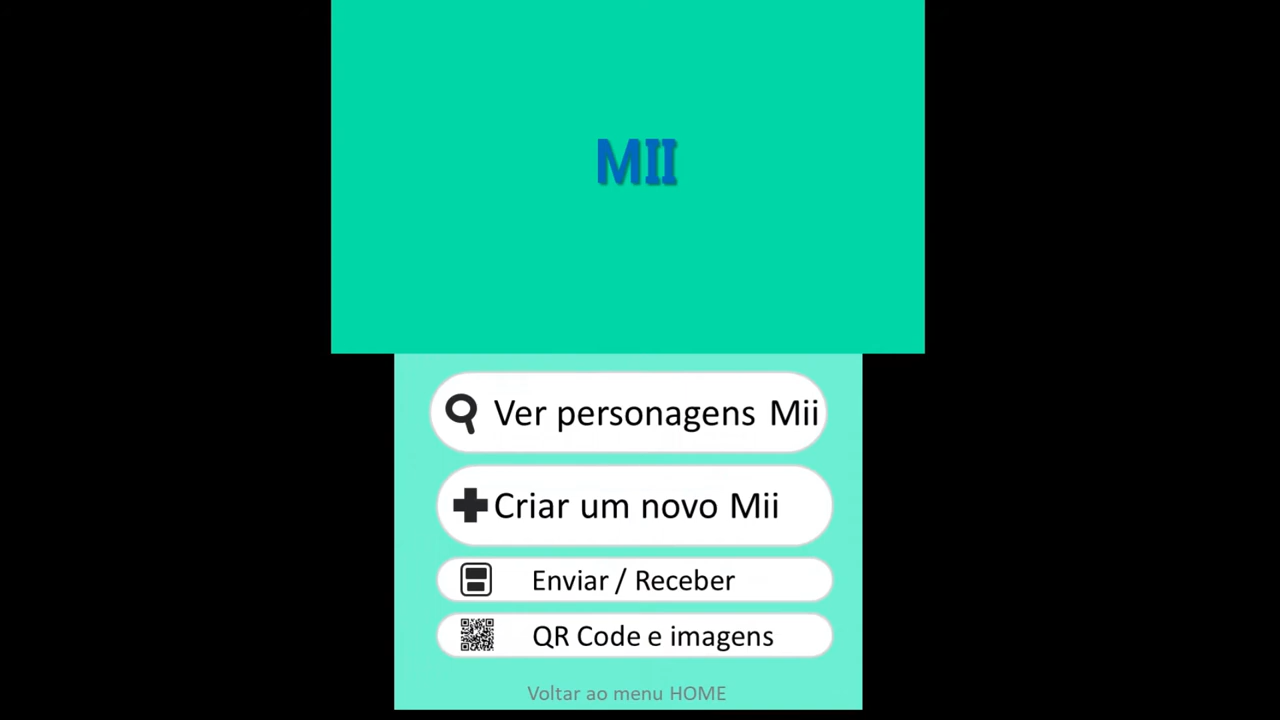 MII
Ver personagens Mii
Criar um novo Mii
Enviar / Receber
QR Code e imagens
Voltar ao menu HOME